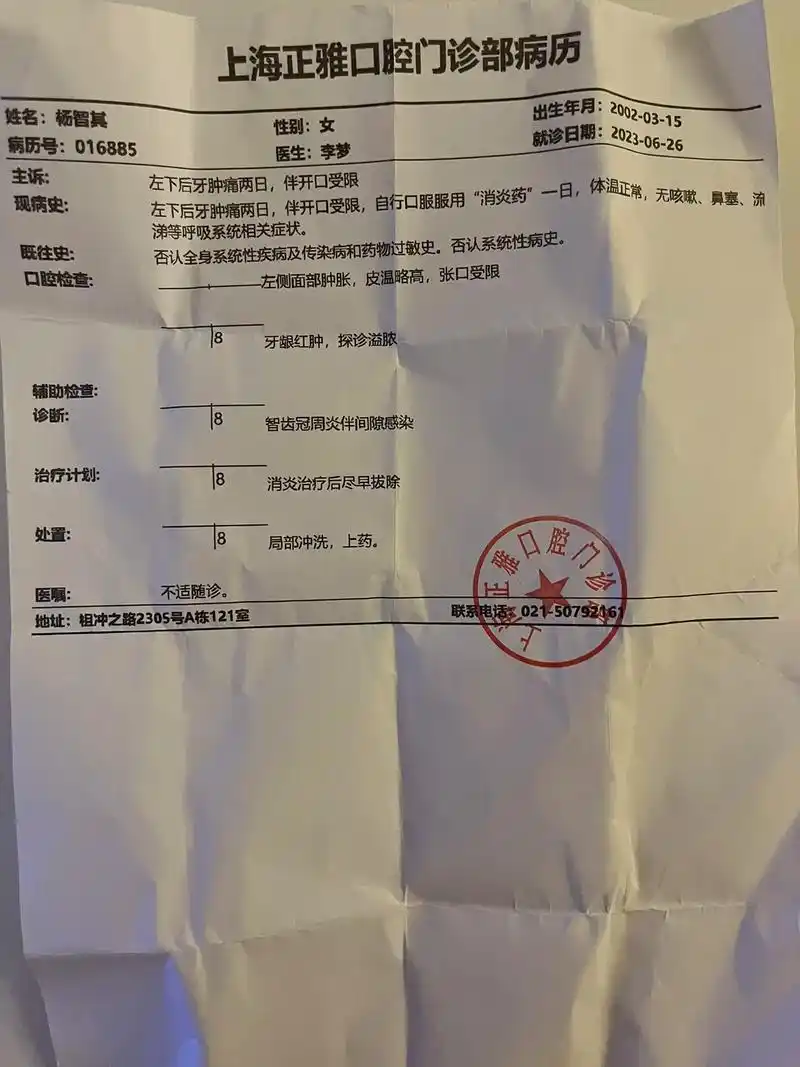 上海正雅口腔门诊部病历
姓名：杨智其 性别：女 出生年月：2002-03-15
病历号：016885 医生：李梦 就诊日期：2023-06-26
主诉： 左下后牙肿痛两日，伴开口受限
现病史： 左下后牙肿痛两日，伴开口受限，自行口服服用“消炎药”一日，体温正常，无咳嗽、鼻塞、流
涕等呼吸系统相关症状。
既往史： 否认全身系统性疾病及传染病和药物过敏史。否认系统性病史。
口腔检查： 左侧面部肿胀，皮温略高，张口受限
8 牙龈红肿，探诊溢脓
辅助检查：
诊断： 8 智齿冠周炎伴间隙感染
治疗计划： 8 消炎治疗后尽早拔除
处置： 8 局部冲洗，上药。
医嘱： 不适随诊。
地址：祖冲之路2305号A栋121室 联系电话：021-50792161
上海正雅口腔门诊部